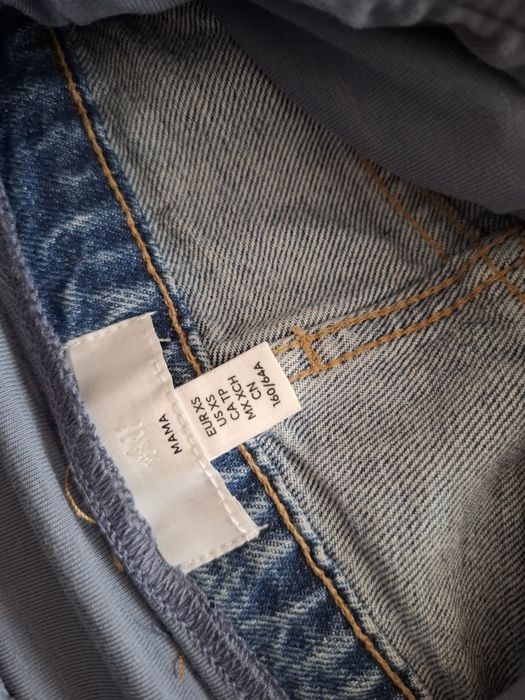 H&M
MAMA
EUR XS
US XS
CA TP
MX XCH
CN
160/64A